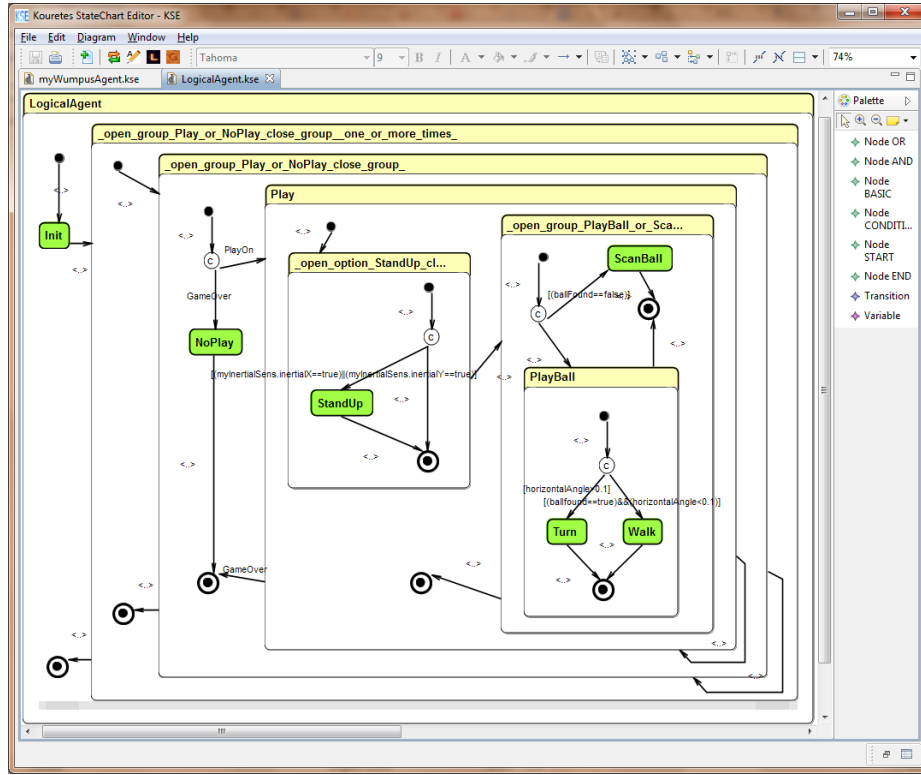 KSE Kouretes StateChart Editor - KSE
File Edit Diagram Window Help
Tahoma 9 B I A 74%
myWumpusAgent.kse LogicalAgent.kse
LogicalAgent
_open_group_Play_or_NoPlay_close_group__one_or_more_times_
_open_group_Play_or_NoPlay_close_group_
Play
_open_group_PlayBall_or_Sca...
_open_option_StandUp_cl...
<..>
<..>
<..>
<..>
<..>
<..>
<..>
Init
PlayOn
C
GameOver
NoPlay
<..>
C
[(myInertialSens.inertialX==true)||(myInertialSens.inertialY==true)]
StandUp
<..>
<..>
ScanBall
<..>
[(ballFound==false)]
C
<..>
<..>
<..>
PlayBall
<..>
C
[horizontalAngle>0.1]
[(ballfound==true)&&(horizontalAngle<0.1)]
Turn
Walk
<..>
<..>
<..>
GameOver
<..>
<..>
<..>
<..>
<..>
Palette
Node OR
Node AND
Node
BASIC
Node
CONDITI...
Node
START
Node END
Transition
Variable